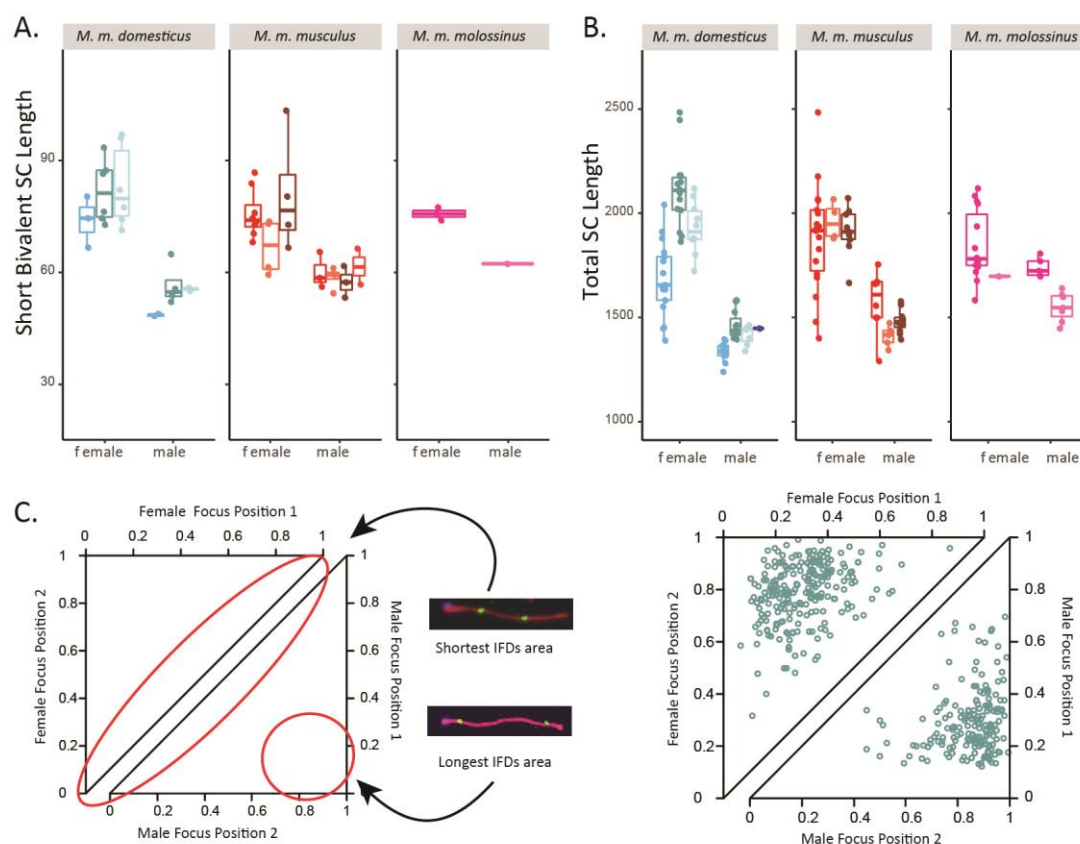 A.
M. m. domesticus
M. m. musculus
M. m. molossinus
Short Bivalent SC Length
90
60
30
female
male
female
male
female
male
B.
M. m. domesticus
M. m. musculus
M. m. molossinus
Total SC Length
2500
2000
1500
1000
female
male
female
male
female
male
C.
Female Focus Position 1
0 0.2 0.4 0.6 1
Female Focus Position 2
1
0.8
0.6
0.4
0.2
0
Male Focus Position 1
1
0.8
0.6
0.4
0.2
0
0 0.2 0.4 0.6 0.8 1
Male Focus Position 2
Shortest IFDs area
Longest IFDs area
Female Focus Position 1
0 0.2 0.4 0.6 0.8 1
Female Focus Position 2
1
0.8
0.6
0.4
0.2
0
Male Focus Position 1
1
0.8
0.6
0.4
0.2
0
0 0.2 0.4 0.6 0.8 1
Male Focus Position 2